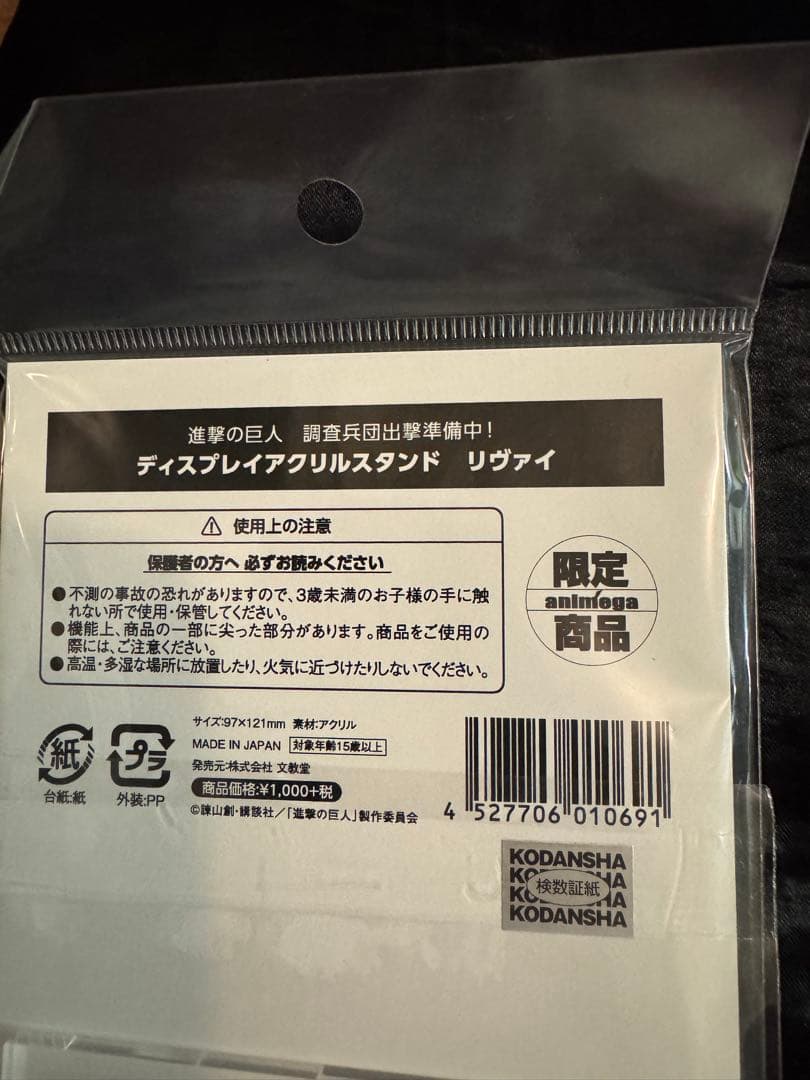 進撃の巨人　調査兵団出撃準備中!
ディスプレイアクリルスタンド　リヴァイ
⚠ 使用上の注意
保護者の方へ 必ずお読みください
●不測の事故の恐れがありますので、3歳未満のお子様の手に触
れない所で使用・保管してください。
●機能上、商品の一部に尖った部分があります。商品をご使用の
際には、ご注意ください。
●高温・多湿な場所に放置したり、火気に近づけたりしないでください。
限定
animega
商品
紙
台紙:紙
プラ
外装:PP
サイズ:97×121mm 素材:アクリル
MADE IN JAPAN 対象年齢15歳以上
発売元:株式会社 文教堂
商品価格:¥1,000+税
©諫山創・講談社/「進撃の巨人」製作委員会
4 527706 010691
KODANSHA
KODANSHA
検数証紙
KODANSHA
KODANSHA